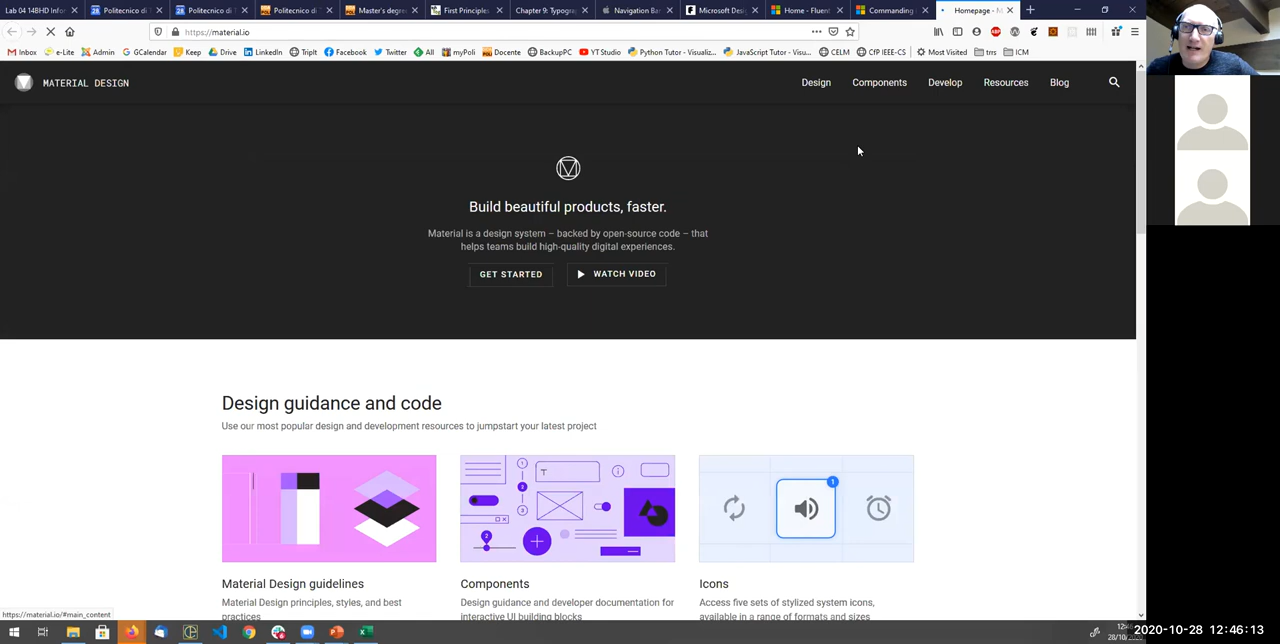 Lab 04 14BHD Infor
Politecnico di T
Politecnico di T
Politecnico di
Master's degre
First Principles
Chapter 9: Typogra
Navigation Bar
Microsoft Desi
Home - Fluen
Commanding
Homepage - M
https://material.io
Inbox
e-Lite
Admin
GCalendar
Keep
Drive
LinkedIn
TripIt
Facebook
Twitter
All
myPoli
Docente
BackupPC
YT Studio
Python Tutor - Visualiz...
JavaScript Tutor - Visu...
CELM
CfP IEEE-CS
Most Visited
trrs
ICM
MATERIAL DESIGN
Design
Components
Develop
Resources
Blog
Build beautiful products, faster.
Material is a design system – backed by open-source code – that
helps teams build high-quality digital experiences.
GET STARTED
WATCH VIDEO
Design guidance and code
Use our most popular design and development resources to jumpstart your latest project
Material Design guidelines
Material Design principles, styles, and best
practices
Components
Design guidance and developer documentation for
interactive UI building blocks
Icons
Access five sets of stylized system icons,
available in a range of formats and sizes
https://material.io/#main_content
2020-10-28 12:46:13